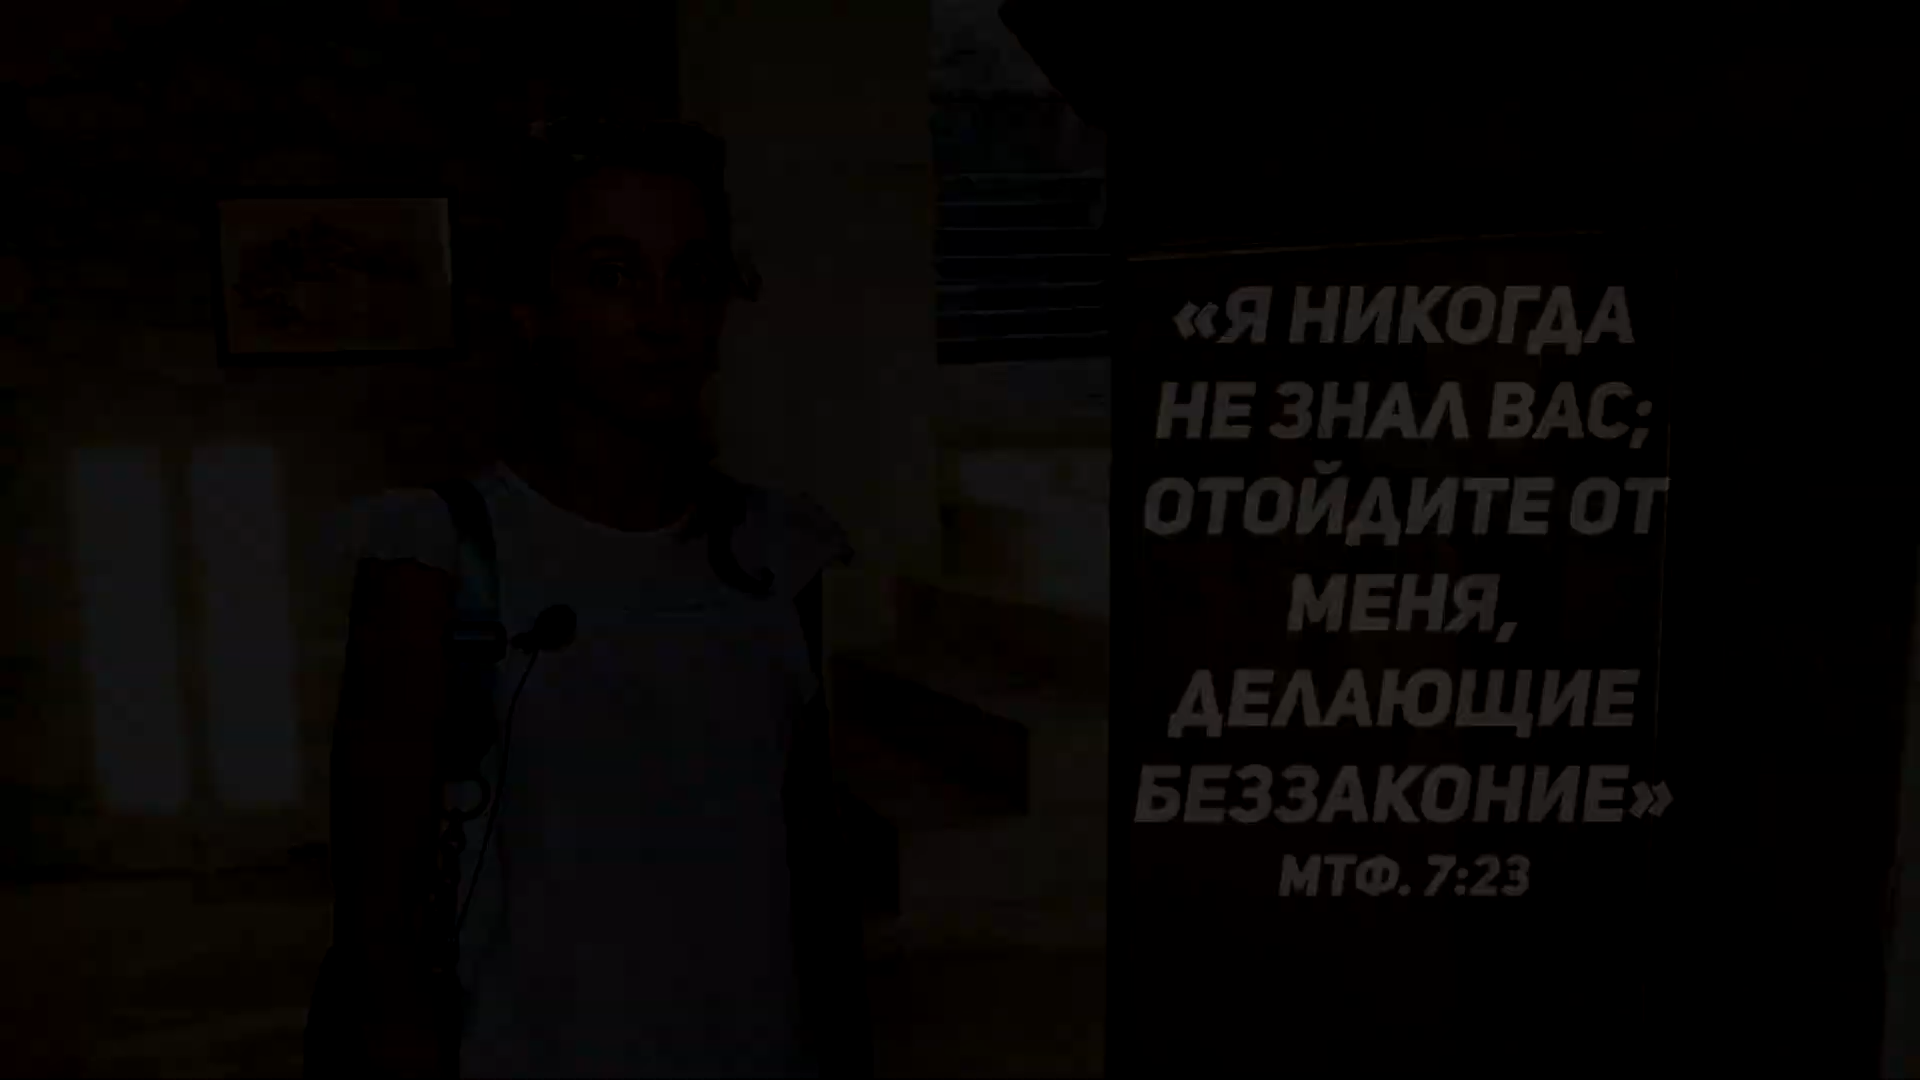 «Я НИКОГДА
НЕ ЗНАЛ ВАС;
ОТОЙДИТЕ ОТ
МЕНЯ,
ДЕЛАЮЩИЕ
БЕЗЗАКОНИЕ»
МТФ. 7:23